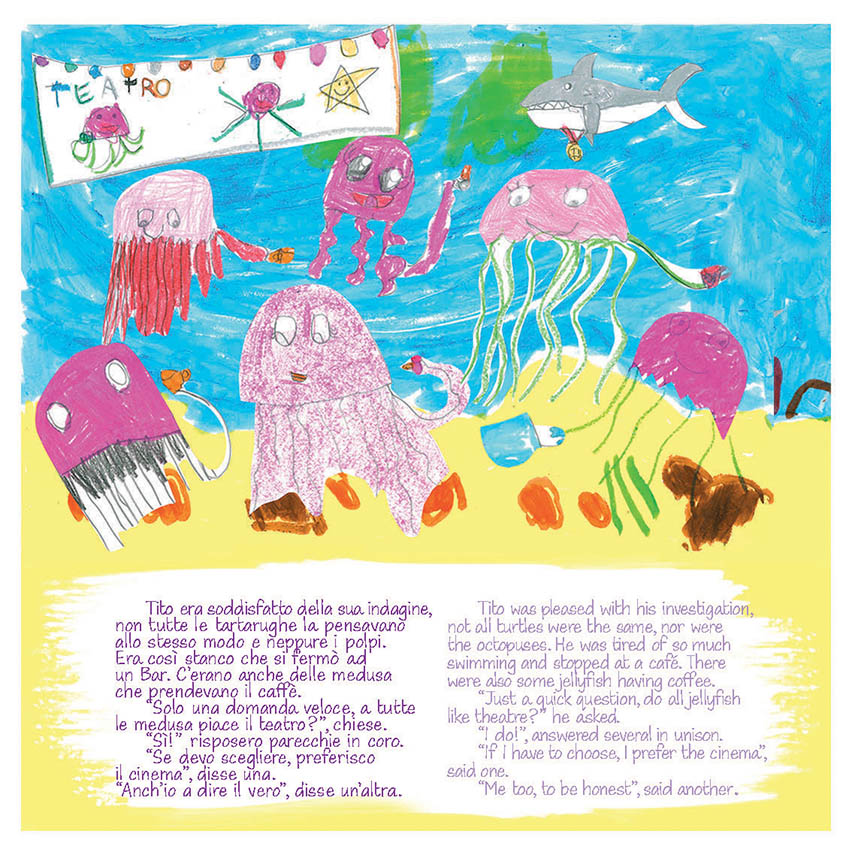 TEATRO
Tito era soddisfatto della sua indagine,
non tutte le tartarughe la pensavano
allo stesso modo e neppure i polpi.
Era così stanco che si fermò ad
un Bar. C'erano anche delle medusa
che prendevano il caffè.
"Solo una domanda veloce, a tutte
le medusa piace il teatro?", chiese.
"Sì!" risposero parecchie in coro.
"Se devo scegliere, preferisco
il cinema", disse una.
"Anch'io a dire il vero", disse un'altra.
Tito was pleased with his investigation,
not all turtles were the same, nor were
the octopuses. He was tired of so much
swimming and stopped at a café. There
were also some jellyfish having coffee.
"Just a quick question, do all jellyfish
like theatre?" he asked.
"I do!", answered several in unison.
"If I have to choose, I prefer the cinema",
said one.
"Me too, to be honest", said another.